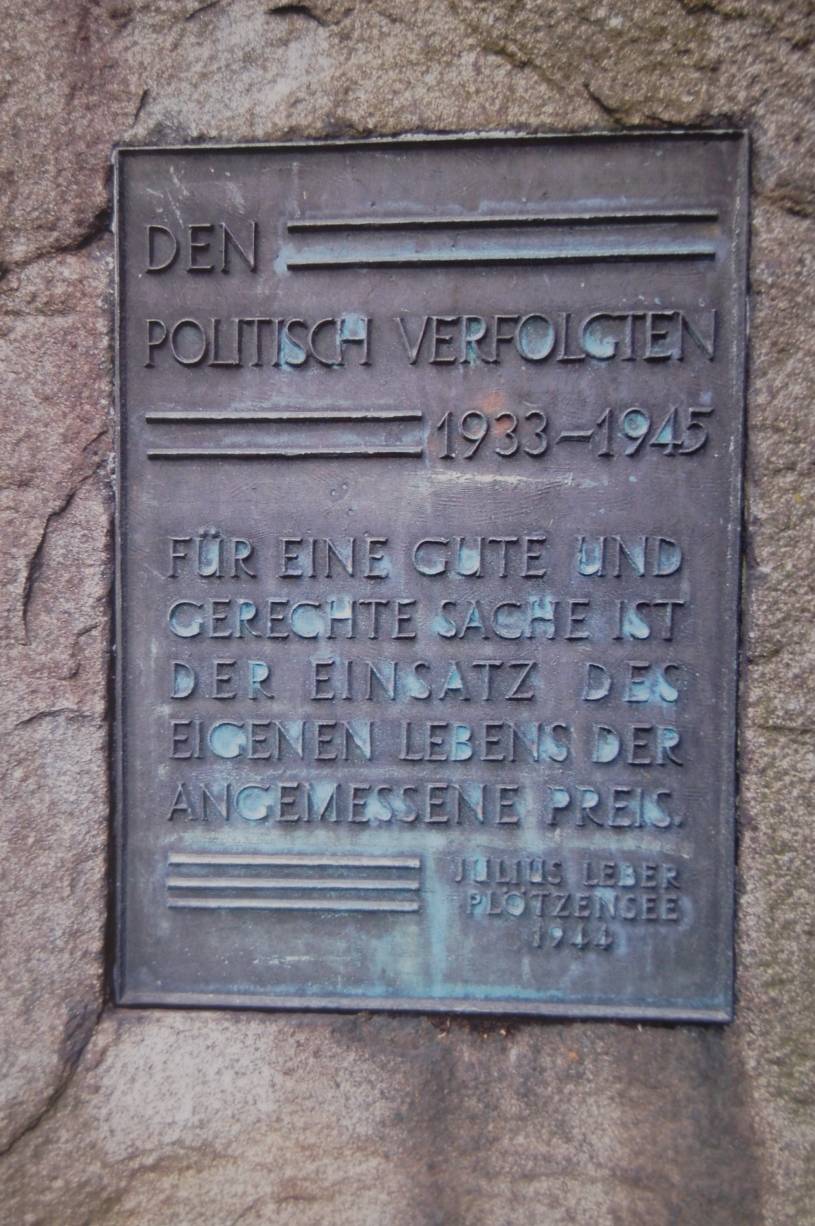 DEN
POLITISCH VERFOLGTEN
1933–1945
FÜR EINE GUTE UND
GERECHTE SACHE IST
DER EINSATZ DES
EIGENEN LEBENS DER
ANGEMESSENE PREIS.
JULIUS LEBER
PLÖTZENSEE
1944